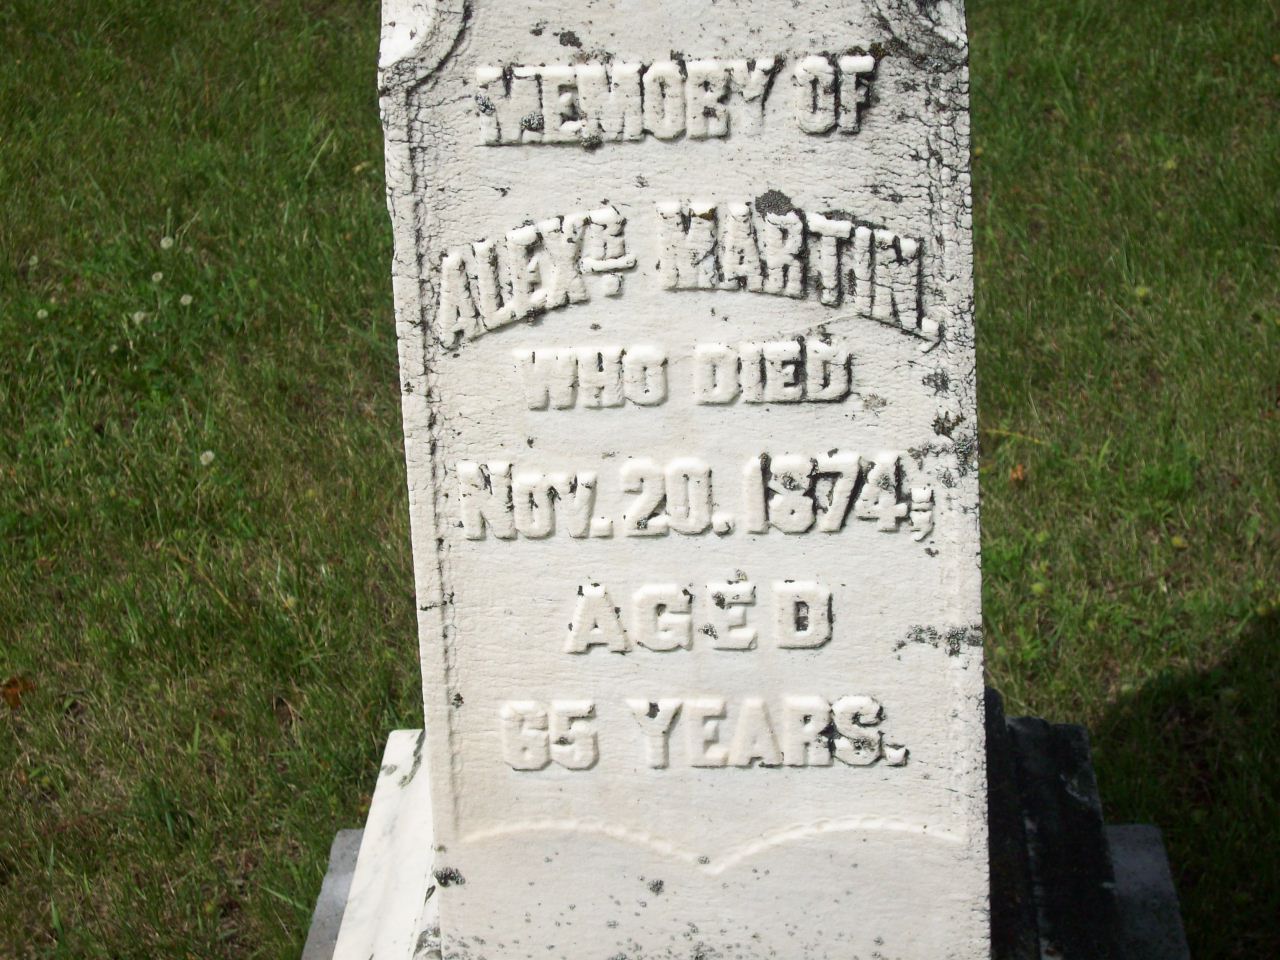 MEMORY OF
ALEXR MARTIN,
WHO DIED
NOV. 20. 1874;
AGED
65 YEARS.